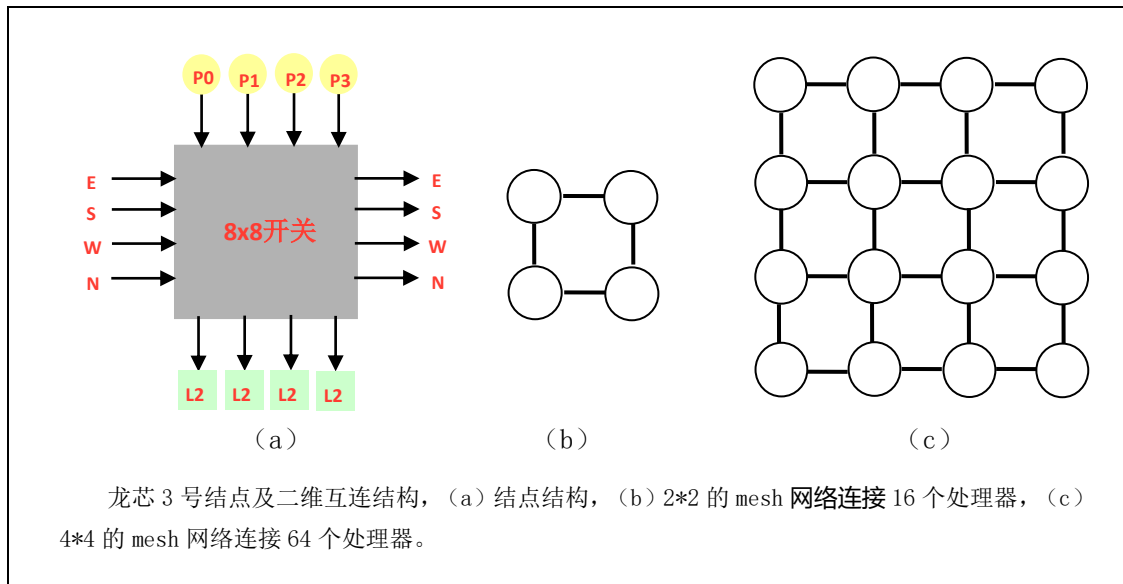 P0 P1 P2 P3
E E
S S
8x8开关
W W
N N
L2 L2 L2 L2
（a） （b） （c）
龙芯 3 号结点及二维互连结构，（a）结点结构，（b）2*2 的 mesh 网络连接 16 个处理器，（c）
4*4 的 mesh 网络连接 64 个处理器。